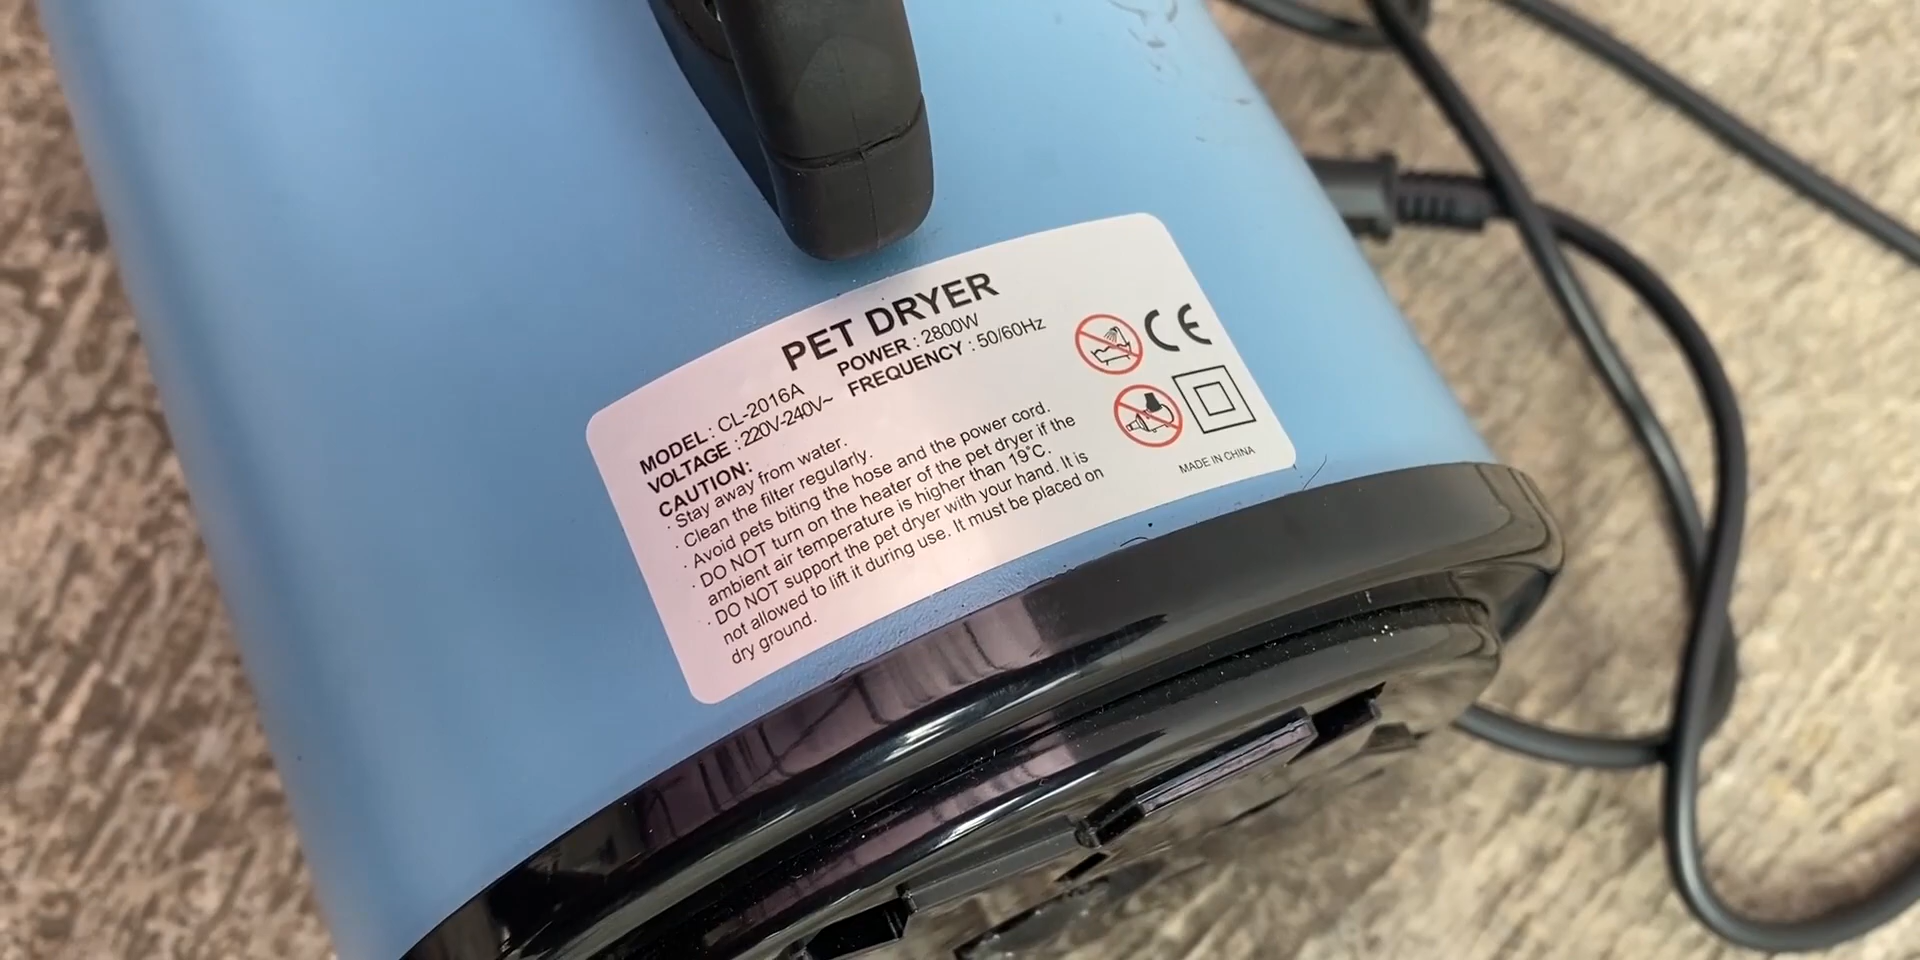 PET DRYER
MODEL : CL-2016A POWER : 2800W
VOLTAGE : 220V-240V~ FREQUENCY : 50/60Hz
CAUTION:
· Stay away from water.
· Clean the filter regularly.
· Avoid pets biting the hose and the power cord.
· DO NOT turn on the heater of the pet dryer if the
ambient air temperature is higher than 19°C.
· DO NOT support the pet dryer with your hand. It is
not allowed to lift it during use. It must be placed on
dry ground.
CE
MADE IN CHINA